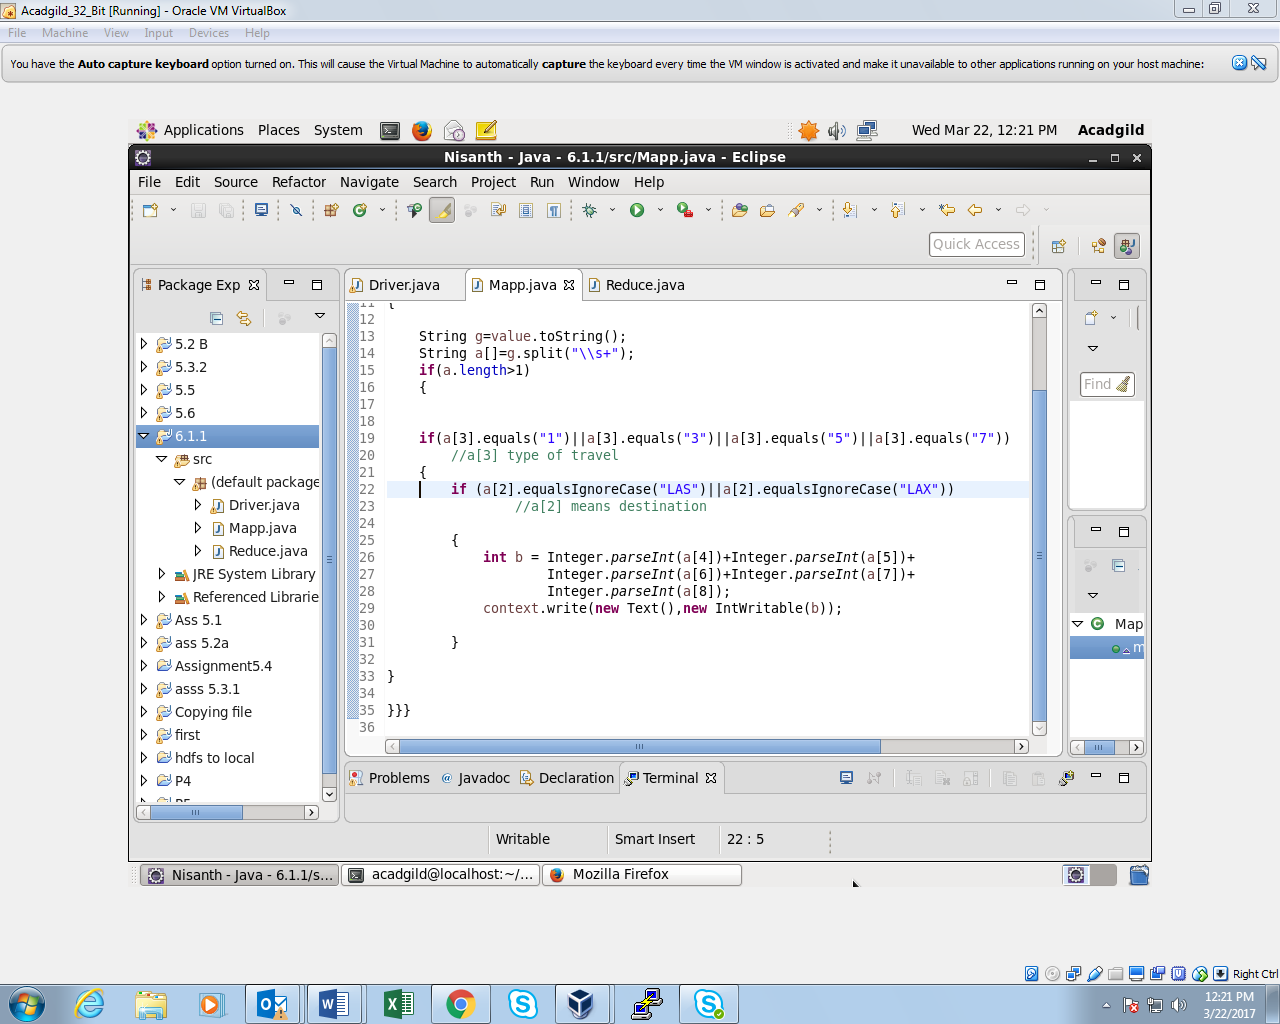 Acadgild_32_Bit [Running] - Oracle VM VirtualBox
File Machine View Input Devices Help
You have the Auto capture keyboard option turned on. This will cause the Virtual Machine to automatically capture the keyboard every time the VM window is activated and make it unavailable to other applications running on your host machine:
Applications Places System Wed Mar 22, 12:21 PM Acadgild
Nisanth - Java - 6.1.1/src/Mapp.java - Eclipse
File Edit Source Refactor Navigate Search Project Run Window Help
Quick Access
Package Exp
Driver.java Mapp.java Reduce.java
5.2 B
5.3.2
5.5
5.6
6.1.1
src
(default package
Driver.java
Mapp.java
Reduce.java
JRE System Library
Referenced Librarie
Ass 5.1
ass 5.2a
Assignment5.4
asss 5.3.1
Copying file
first
hdfs to local
P4
11 {
12
13 String g=value.toString();
14 String a[]=g.split("\\s+");
15 if(a.length>1)
16 {
17
18
19 if(a[3].equals("1")||a[3].equals("3")||a[3].equals("5")||a[3].equals("7"))
20 //a[3] type of travel
21 {
22 if (a[2].equalsIgnoreCase("LAS")||a[2].equalsIgnoreCase("LAX"))
23 //a[2] means destination
24
25 {
26 int b = Integer.parseInt(a[4])+Integer.parseInt(a[5])+
27 Integer.parseInt(a[6])+Integer.parseInt(a[7])+
28 Integer.parseInt(a[8]);
29 context.write(new Text(),new IntWritable(b));
30
31 }
32
33 }
34
35 }}}
36
Find
Map
m
Problems Javadoc Declaration Terminal
Writable Smart Insert 22 : 5
Nisanth - Java - 6.1.1/s... acadgild@localhost:~/... Mozilla Firefox
Right Ctrl
12:21 PM
3/22/2017